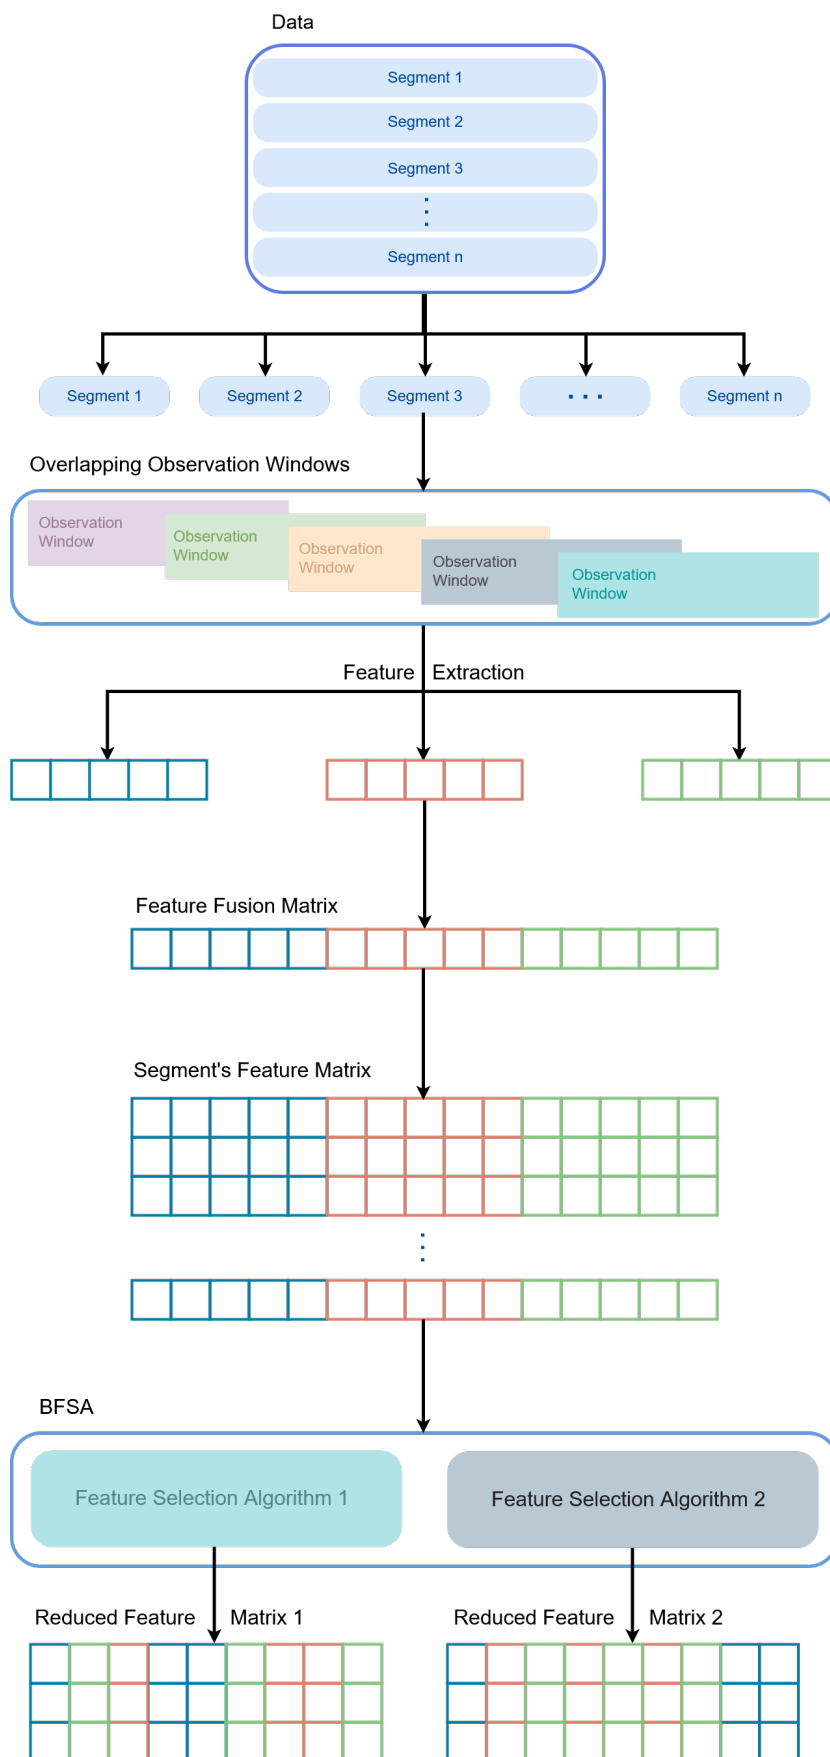 Data
Segment 1
Segment 2
Segment 3
⋮
Segment n
Segment 1
Segment 2
Segment 3
...
Segment n
Overlapping Observation Windows
Observation
Window
Observation
Window
Observation
Window
Observation
Window
Observation
Window
Feature Extraction
Feature Fusion Matrix
Segment's Feature Matrix
⋮
BFSA
Feature Selection Algorithm 1
Feature Selection Algorithm 2
Reduced Feature Matrix 1
Reduced Feature Matrix 2